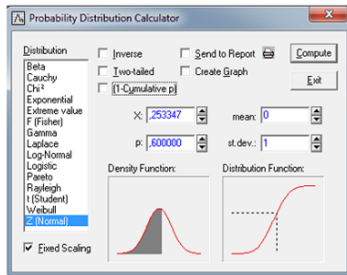 Probability Distribution Calculator
Distribution
Beta
Cauchy
Chi²
Exponential
Extreme value
F (Fisher)
Gamma
Laplace
Log-Normal
Logistic
Pareto
Rayleigh
t (Student)
Weibull
Z (Normal)
Fixed Scaling
Inverse
Send to Report
Compute
Two-tailed
Create Graph
(1-Cumulative p)
Exit
X: ,253347
mean: 0
p: ,600000
st.dev.: 1
Density Function:
Distribution Function: